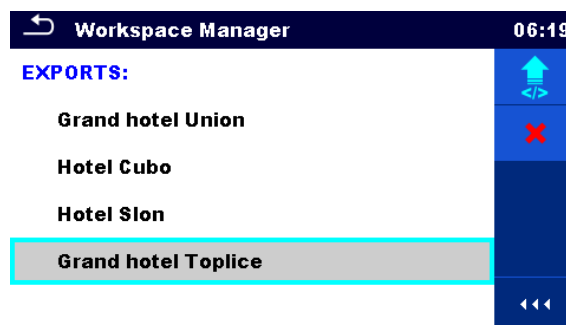 Workspace Manager
06:19
EXPORTS:
</>
Grand hotel Union
Hotel Cubo
Hotel Slon
Grand hotel Toplice